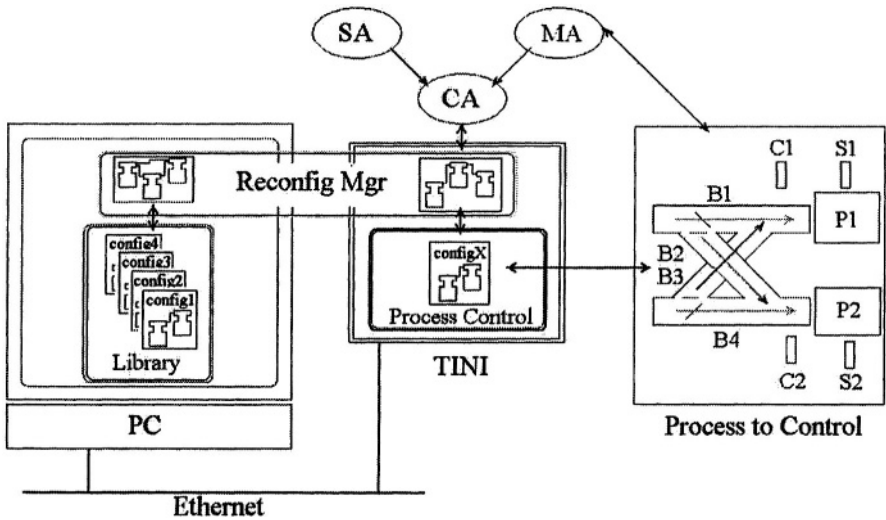 SA
MA
CA
Reconfig Mgr
config4
config3
config2
config1
Library
configX
Process Control
TINI
PC
Ethernet
C1
S1
B1
P1
B2
B3
P2
B4
C2
S2
Process to Control